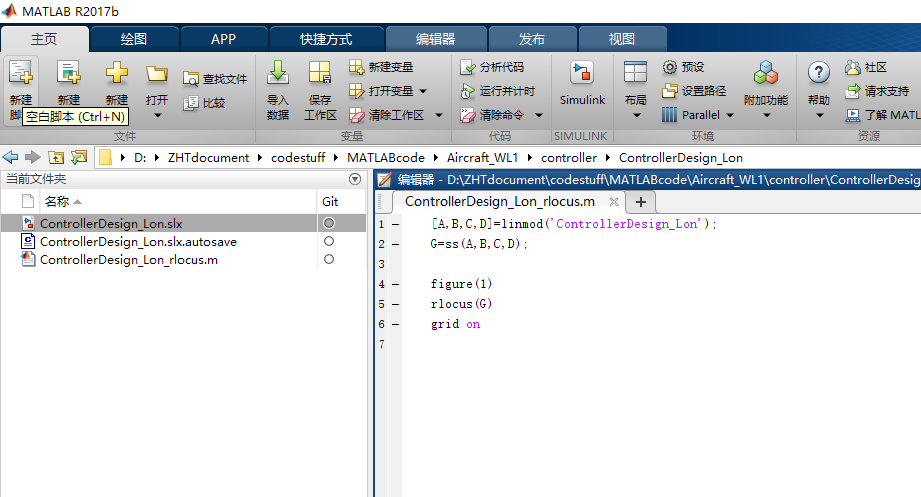 MATLAB R2017b
主页 绘图 APP 快捷方式 编辑器 发布 视图
新建 新建 新建 打开 查找文件 比较 导入数据 保存工作区 新建变量 打开变量 清除工作区 分析代码 运行并计时 清除命令 Simulink 布局 预设 设置路径 Parallel 附加功能 帮助 社区 请求支持 了解 MATL
空白脚本 (Ctrl+N)
文件 变量 代码 SIMULINK 环境 资源
D: ZHTdocument codestuff MATLABcode Aircraft_WL1 controller ControllerDesign_Lon
当前文件夹
名称 Git
ControllerDesign_Lon.slx
ControllerDesign_Lon.slx.autosave
ControllerDesign_Lon_rlocus.m
编辑器 - D:\ZHTdocument\codestuff\MATLABcode\Aircraft_WL1\controller\ControllerDesign
ControllerDesign_Lon_rlocus.m
1 [A,B,C,D]=linmod('ControllerDesign_Lon');
2 G=ss(A,B,C,D);
3
4 figure(1)
5 rlocus(G)
6 grid on
7